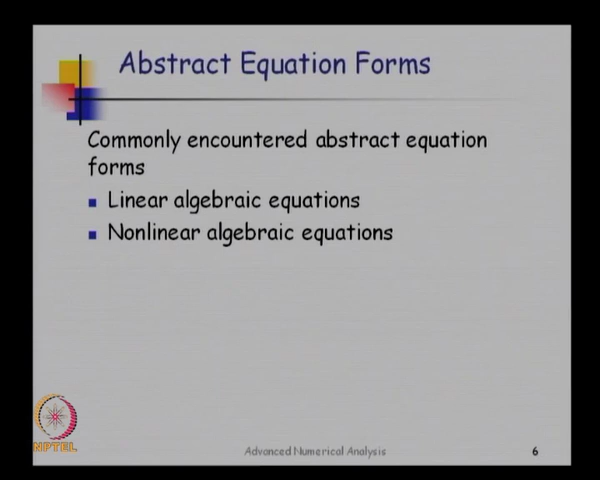 Abstract Equation Forms
Commonly encountered abstract equation
forms
Linear algebraic equations
Nonlinear algebraic equations
NPTEL
Advanced Numerical Analysis
6